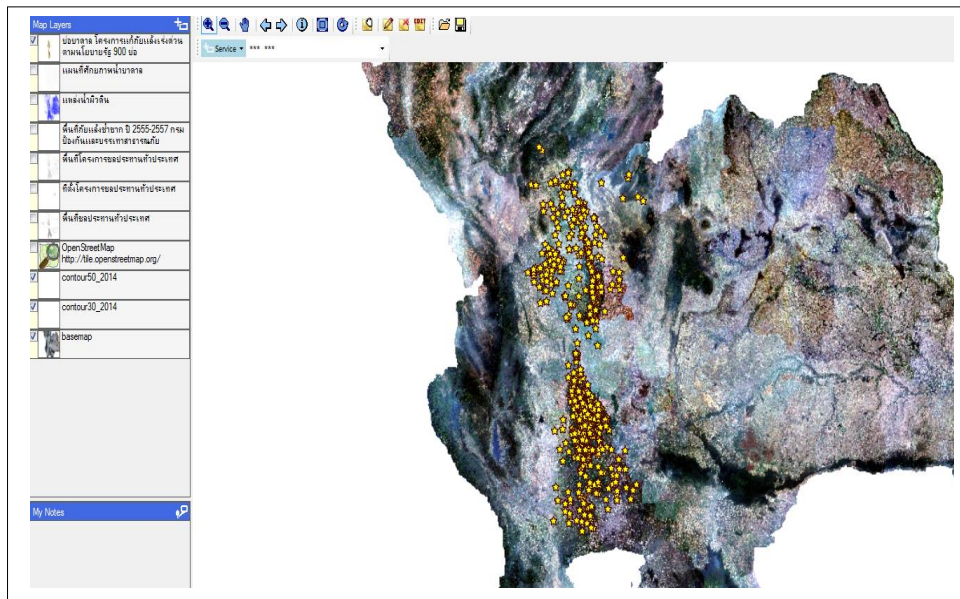 Map Layers
บ่อบาดาล โครงการแก้ภัยแล้งเร่งด่วน
ตามนโยบายรัฐ 900 บ่อ
แผนที่ศักยภาพน้ำบาดาล
แหล่งน้ำผิวดิน
พื้นที่ภัยแล้งซ้ำซาก ปี 2555-2557 กรม
ป้องกันและบรรเทาสาธารณภัย
พื้นที่โครงการชลประทานทั่วประเทศ
ที่ตั้งโครงการชลประทานทั่วประเทศ
พื้นที่ชลประทานทั่วประเทศ
OpenStreetMap
http://tile.openstreetmap.org/
contour50_2014
contour30_2014
basemap
My Notes
EDIT
Service
*** ***